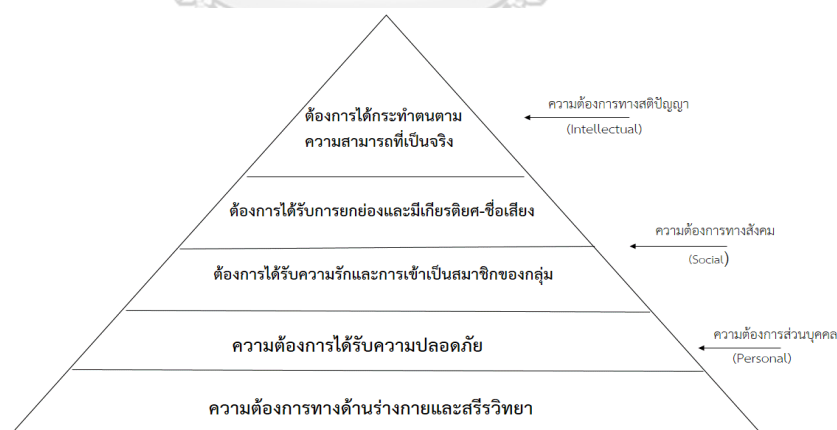 ต้องการได้กระทำตนตาม
ความสามารถที่เป็นจริง
ความต้องการทางสติปัญญา
(Intellectual)
ต้องการได้รับการยกย่องและมีเกียรติยศ-ชื่อเสียง
ความต้องการทางสังคม
(Social)
ต้องการได้รับความรักและการเข้าเป็นสมาชิกของกลุ่ม
ความต้องการได้รับความปลอดภัย
ความต้องการส่วนบุคคล
(Personal)
ความต้องการทางด้านร่างกายและสรีรวิทยา